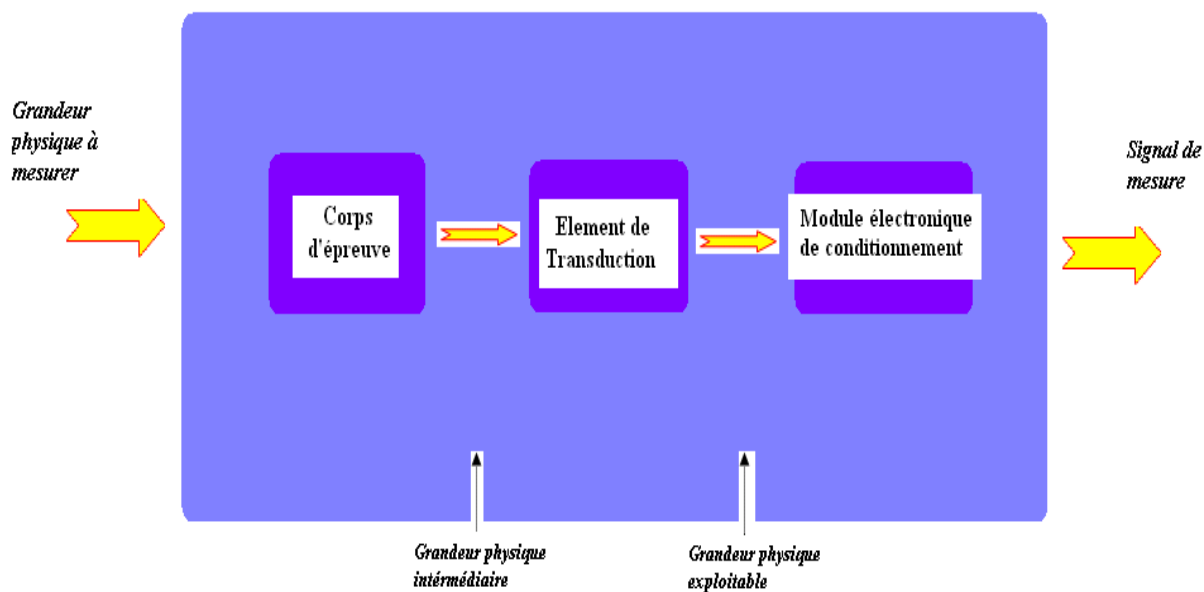 Grandeur
physique à
mesurer
Corps
d'épreuve
Element de
Transduction
Module électronique
de conditionnement
Signal de
mesure
Grandeur physique
intérmédiaire
Grandeur physique
exploitable